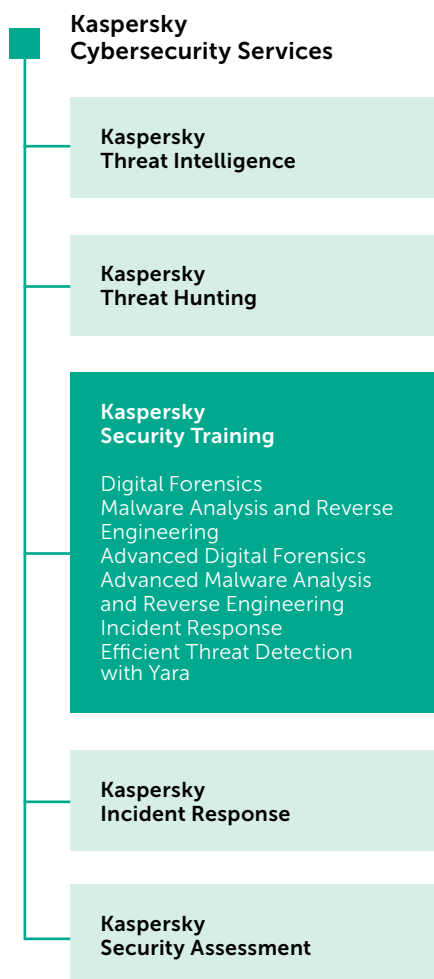 Kaspersky
Cybersecurity Services
Kaspersky
Threat Intelligence
Kaspersky
Threat Hunting
Kaspersky
Security Training
Digital Forensics
Malware Analysis and Reverse
Engineering
Advanced Digital Forensics
Advanced Malware Analysis
and Reverse Engineering
Incident Response
Efficient Threat Detection
with Yara
Kaspersky
Incident Response
Kaspersky
Security Assessment